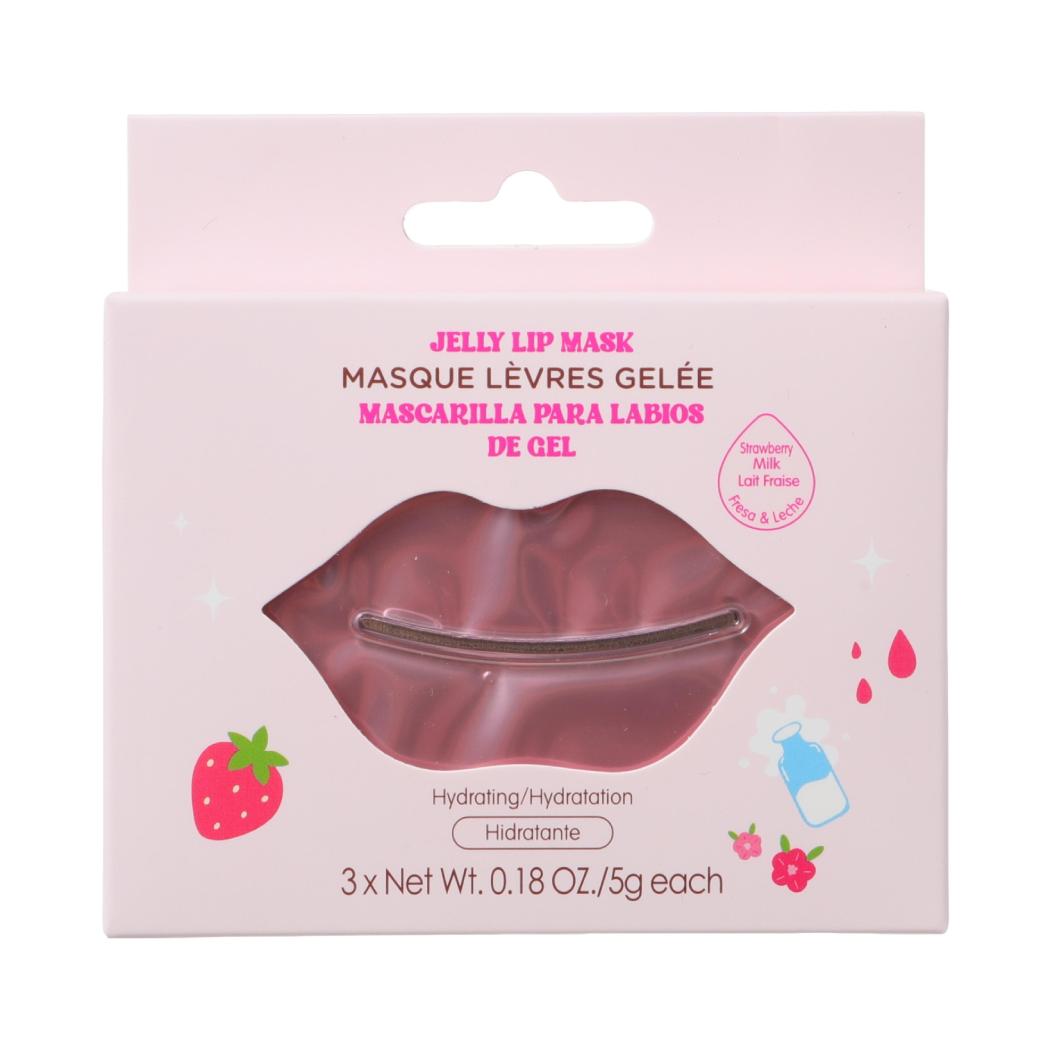 JELLY LIP MASK
MASQUE LÈVRES GELÉE
MASCARILLA PARA LABIOS
DE GEL
Strawberry
Milk
Lait Fraise
Fresa & Leche
Hydrating/Hydratation
Hidratante
3 x Net Wt. 0.18 OZ./5g each